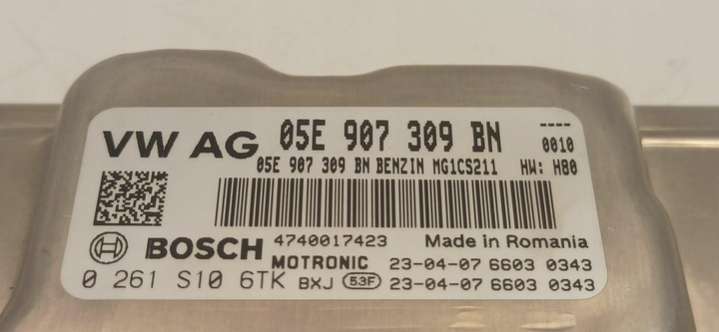 VW AG 05E 907 309 BN ----
0010
05E 907 309 BN BENZIN MG1CS211 HW: H80
BOSCH 4740017423 Made in Romania
MOTRONIC 23-04-07 6603 0343
0 261 S10 6TK BXJ 53F 23-04-07 6603 0343